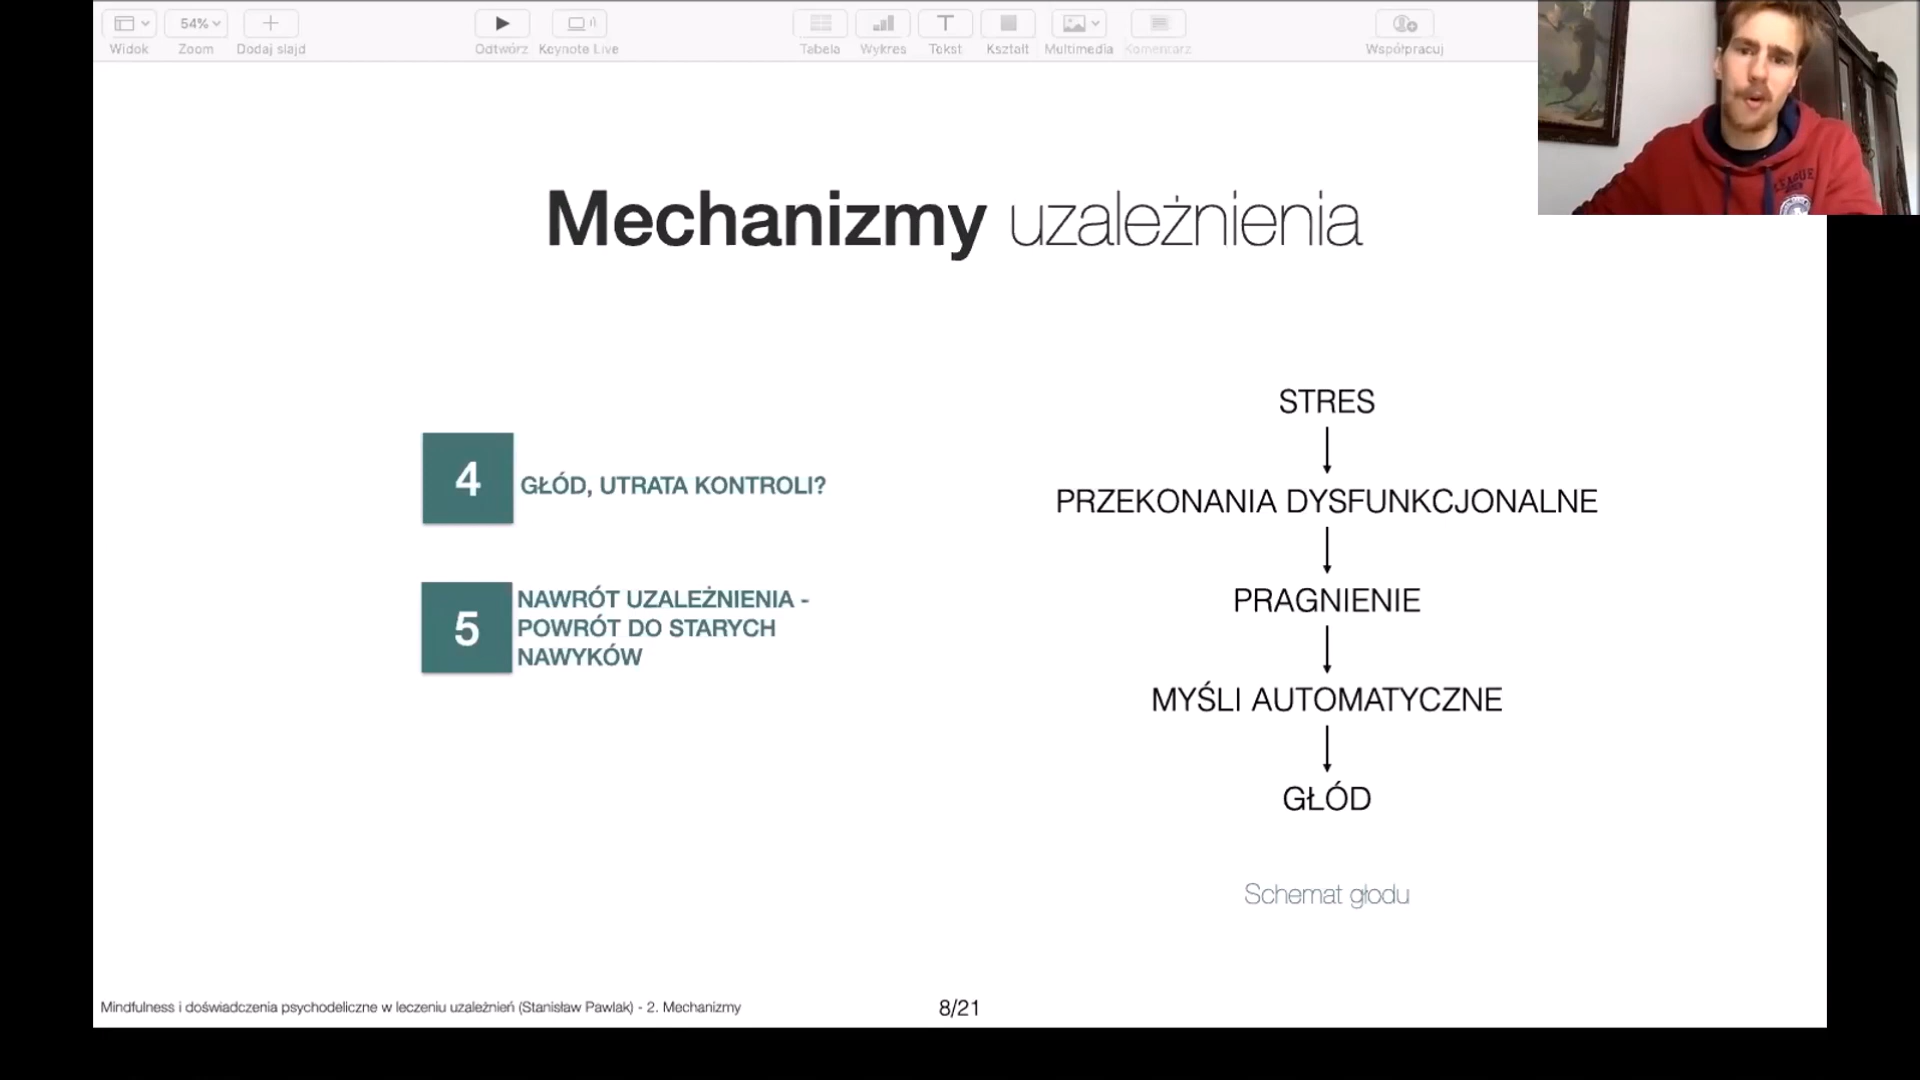 Widok
54%
Zoom
Dodaj slajd
Odtwórz
Keynote Live
Tabela
Wykres
T
Tekst
Kształt
Multimedia
Komentarz
Współpracuj
LEAGUE
Mechanizmy uzależnienia
4
GŁÓD, UTRATA KONTROLI?
5
NAWRÓT UZALEŻNIENIA -
POWRÓT DO STARYCH
NAWYKÓW
STRES
PRZEKONANIA DYSFUNKCJONALNE
PRAGNIENIE
MYŚLI AUTOMATYCZNE
GŁÓD
Schemat głodu
Mindfulness i doświadczenia psychodeliczne w leczeniu uzależnień (Stanisław Pawlak) - 2. Mechanizmy
8/21